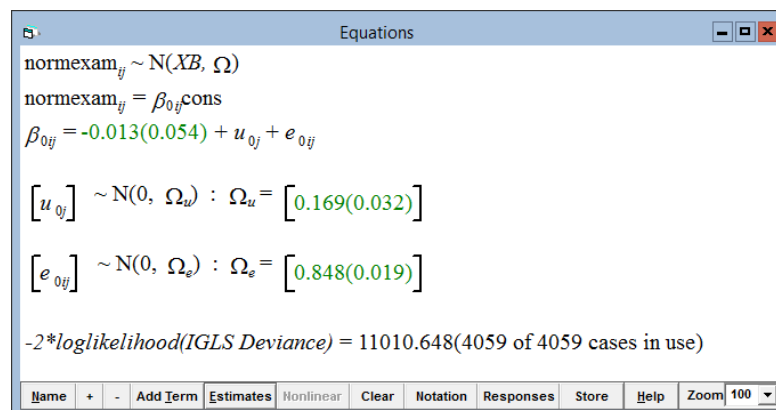 Equations
normexam_ij ~ N(XB, Ω)
normexam_ij = β_0ij cons
β_0ij = -0.013(0.054) + u_0j + e_0ij
[u_0j] ~ N(0, Ω_u) : Ω_u = [0.169(0.032)]
[e_0ij] ~ N(0, Ω_e) : Ω_e = [0.848(0.019)]
-2*loglikelihood(IGLS Deviance) = 11010.648(4059 of 4059 cases in use)
Name + - Add Term Estimates Nonlinear Clear Notation Responses Store Help Zoom 100